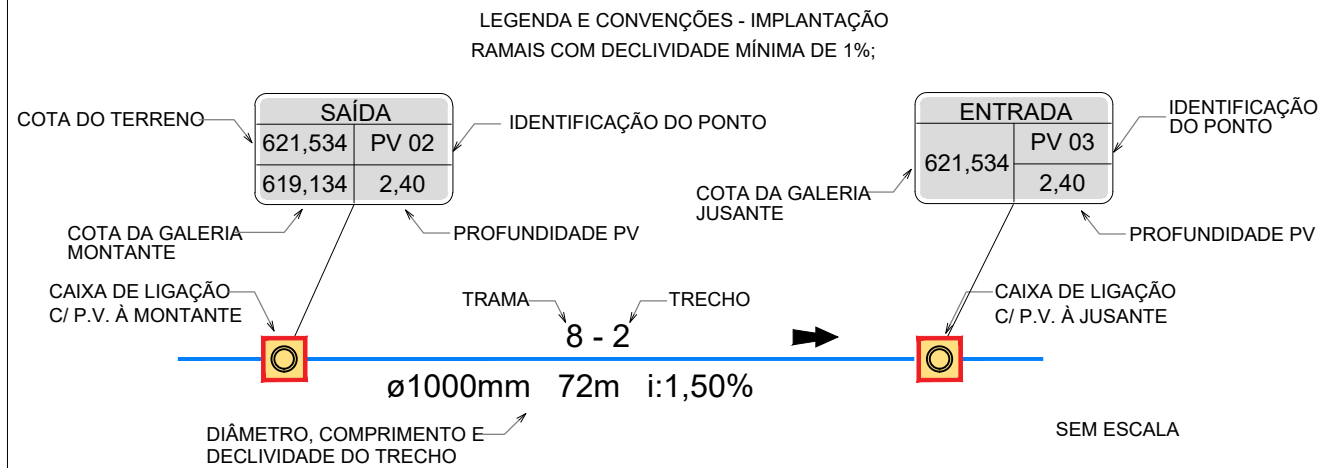 LEGENDA E CONVENÇÕES - IMPLANTAÇÃO
RAMAIS COM DECLIVIDADE MÍNIMA DE 1%;
COTA DO TERRENO
SAÍDA
621,534 PV 02
619,134 2,40
IDENTIFICAÇÃO DO PONTO
COTA DA GALERIA
MONTANTE
PROFUNDIDADE PV
ENTRADA
621,534
PV 03
2,40
IDENTIFICAÇÃO
DO PONTO
COTA DA GALERIA
JUSANTE
PROFUNDIDADE PV
CAIXA DE LIGAÇÃO
C/ P.V. À MONTANTE
TRAMA
TRECHO
8 - 2
CAIXA DE LIGAÇÃO
C/ P.V. À JUSANTE
ø1000mm 72m i:1,50%
DIÂMETRO, COMPRIMENTO E
DECLIVIDADE DO TRECHO
SEM ESCALA